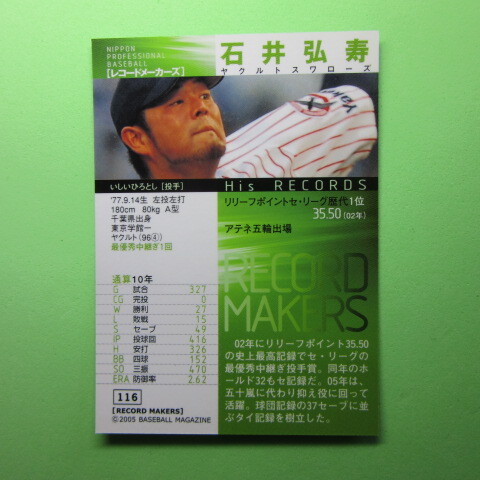 NIPPON
PROFESSIONAL
BASEBALL
[レコードメーカーズ]
石井弘寿
ヤクルトスワローズ
いしいひろとし [投手]
'77.9.14生 左投左打
180cm 80kg A型
千葉県出身
東京学館―
ヤクルト(96④)
最優秀中継ぎ1回
His RECORDS
リリーフポイントセ・リーグ歴代1位
35.50(02年)
アテネ五輪出場
RECORD
MAKERS
通算10年
G 試合 327
CG 完投 0
W 勝利 27
L 敗戦 15
S セーブ 49
IP 投球回 416
H 安打 326
BB 四球 152
SO 三振 470
ERA 防御率 2.62
02年にリリーフポイント35.50
の史上最高記録でセ・リーグの
最優秀中継ぎ投手賞。同年のホ
ールド32も セ記録だ。05年は、
五十嵐に代わり抑え役に回って
活躍。球団記録の37セーブに並
ぶタイ記録を樹立した。
116
[RECORD MAKERS]
©2005 BASEBALL MAGAZINE